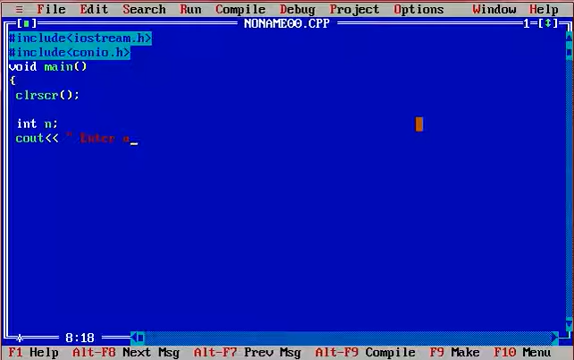 ≡ File Edit Search Run Compile Debug Project Options Window Help
[■] NONAME00.CPP 1=[↕]
#include<iostream.h>
#include<conio.h>
void main()
{
clrscr();
int n;
cout<< " Enter a_
8:18
F1 Help Alt-F8 Next Msg Alt-F7 Prev Msg Alt-F9 Compile F9 Make F10 Menu